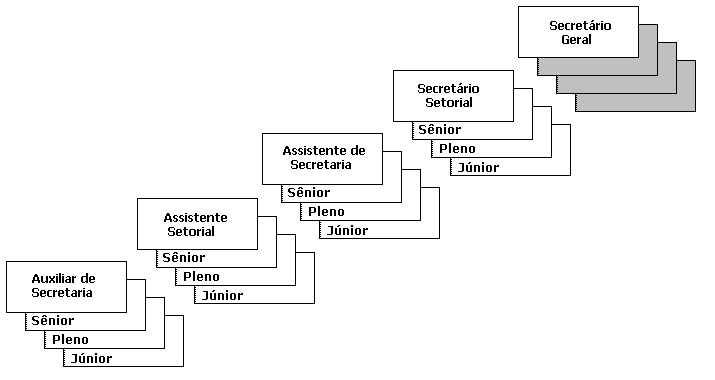 Secretário
Geral
Secretário
Setorial
Sênior
Pleno
Júnior
Assistente de
Secretaria
Sênior
Pleno
Júnior
Assistente
Setorial
Sênior
Pleno
Júnior
Auxiliar de
Secretaria
Sênior
Pleno
Júnior